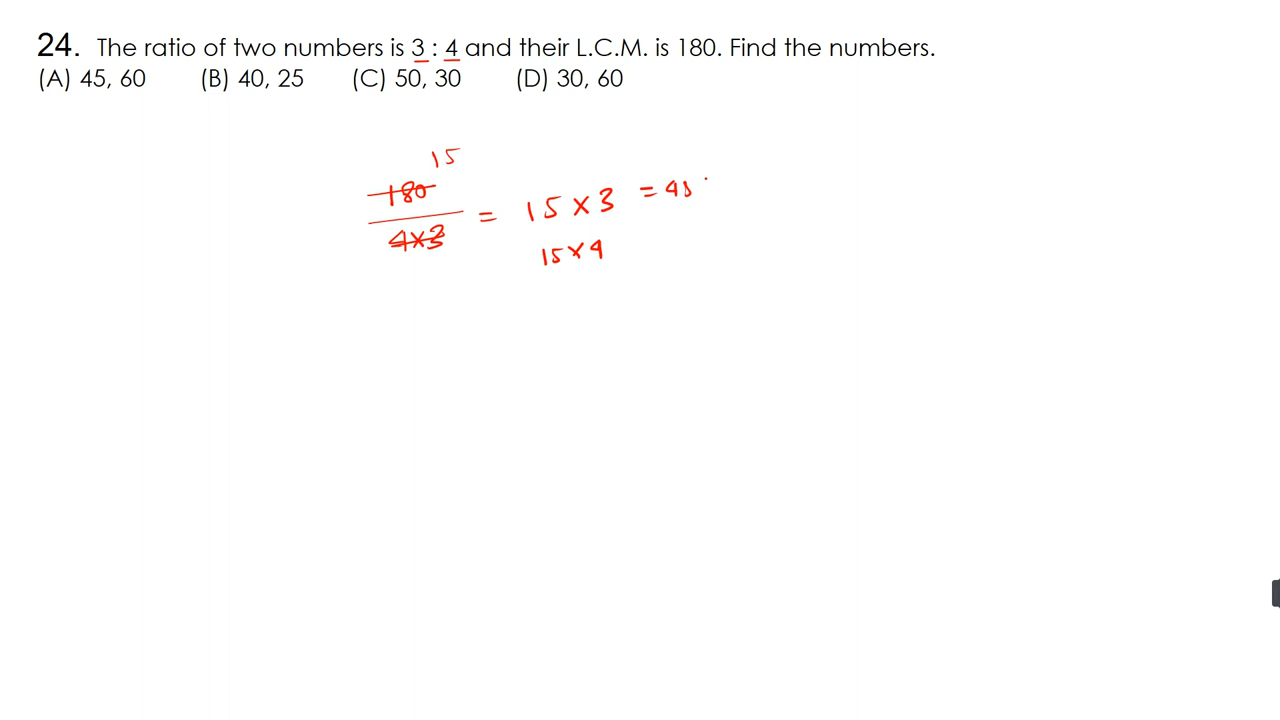 24. The ratio of two numbers is 3 : 4 and their L.C.M. is 180. Find the numbers.
(A) 45, 60 (B) 40, 25 (C) 50, 30 (D) 30, 60
15
180
4×3 = 15 × 3 = 45
15 × 4